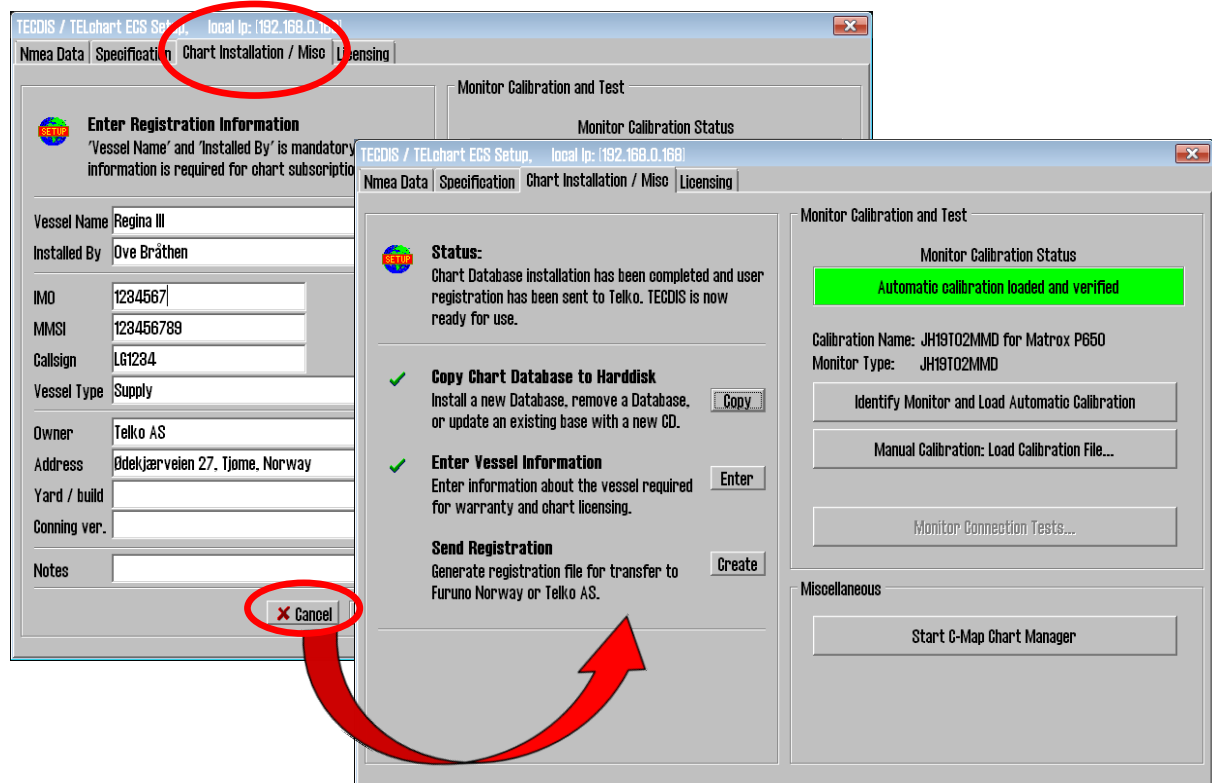 TECDIS / TELchart ECS Setup, local Ip: [192.168.0.168]
Nmea Data Specification Chart Installation / Misc Licensing
SETUP
Enter Registration Information
'Vessel Name' and 'Installed By' is mandatory
information is required for chart subscriptio
Vessel Name Regina III
Installed By Ove Bråthen
IMO 1234567
MMSI 123456789
Callsign LG1234
Vessel Type Supply
Owner Telko AS
Address Ødekjærveien 27, Tjøme, Norway
Yard / build
Conning ver.
Notes
Cancel
Monitor Calibration and Test
Monitor Calibration Status
TECDIS / TELchart ECS Setup, local Ip: [192.168.0.168]
Nmea Data Specification Chart Installation / Misc Licensing
SETUP
Status:
Chart Database installation has been completed and user
registration has been sent to Telko. TECDIS is now
ready for use.
Copy Chart Database to Harddisk
Install a new Database, remove a Database,
or update an existing base with a new CD.
Copy
Enter Vessel Information
Enter information about the vessel required
for warranty and chart licensing.
Enter
Send Registration
Generate registration file for transfer to
Furuno Norway or Telko AS.
Create
Monitor Calibration and Test
Monitor Calibration Status
Automatic calibration loaded and verified
Calibration Name: JH19T02MMD for Matrox P650
Monitor Type: JH19T02MMD
Identify Monitor and Load Automatic Calibration
Manual Calibration: Load Calibration File...
Monitor Connection Tests...
Miscellaneous
Start C-Map Chart Manager